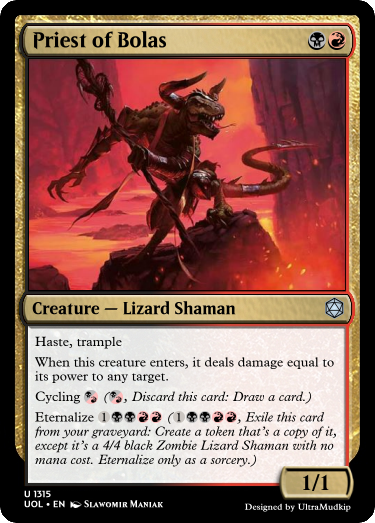 Priest of Bolas
Creature — Lizard Shaman
Haste, trample
When this creature enters, it deals damage equal to
its power to any target.
Cycling (, Discard this card: Draw a card.)
Eternalize 1 (1, Exile this card
from your graveyard: Create a token that's a copy of it,
except it's a 4/4 black Zombie Lizard Shaman with no
mana cost. Eternalize only as a sorcery.)
1/1
U 1315
UOL • EN Slawomir Maniak
Designed by UltraMudkip